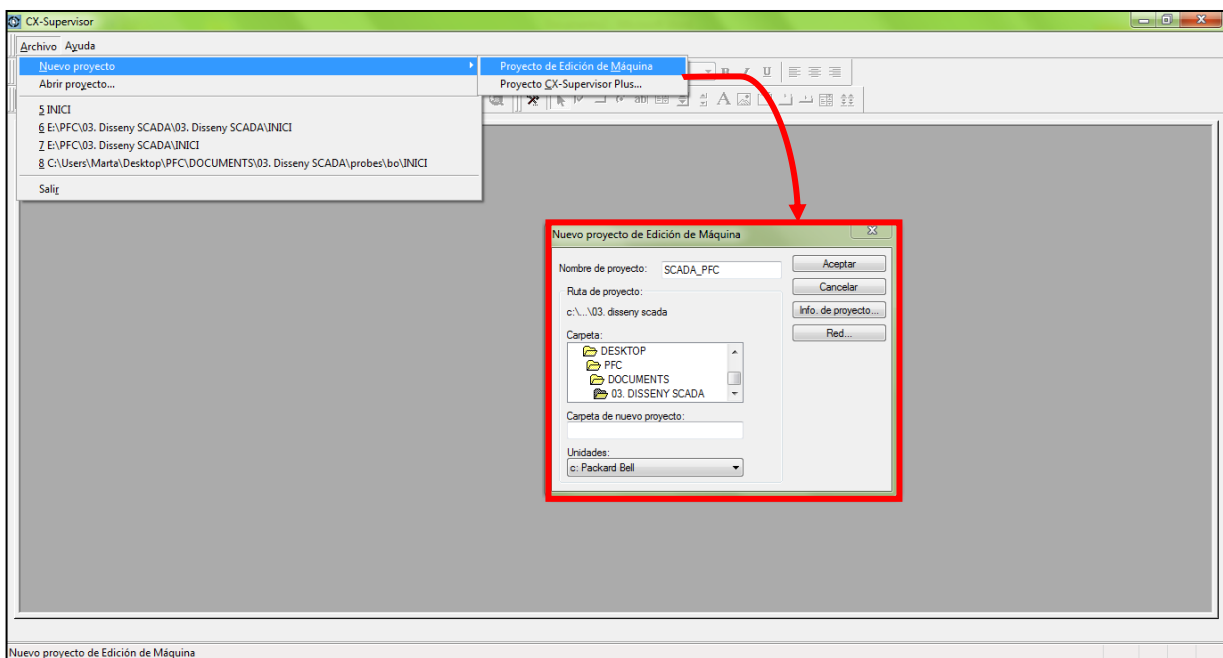 CX-Supervisor
Archivo Ayuda
Nuevo proyecto
Abrir proyecto...
5 INICI
6 E:\PFC\03. Disseny SCADA\03. Disseny SCADA\INICI
7 E:\PFC\03. Disseny SCADA\INICI
8 C:\Users\Marta\Desktop\PFC\DOCUMENTS\03. Disseny SCADA\probes\bo\INICI
Salir
Proyecto de Edición de Máquina
Proyecto CX-Supervisor Plus...
Nuevo proyecto de Edición de Máquina
Nombre de proyecto: SCADA_PFC
Aceptar
Cancelar
Info. de proyecto...
Red...
Ruta de proyecto:
c:\...\03. disseny scada
Carpeta:
DESKTOP
PFC
DOCUMENTS
03. DISSENY SCADA
Carpeta de nuevo proyecto:
Unidades:
c: Packard Bell
Nuevo proyecto de Edición de Máquina